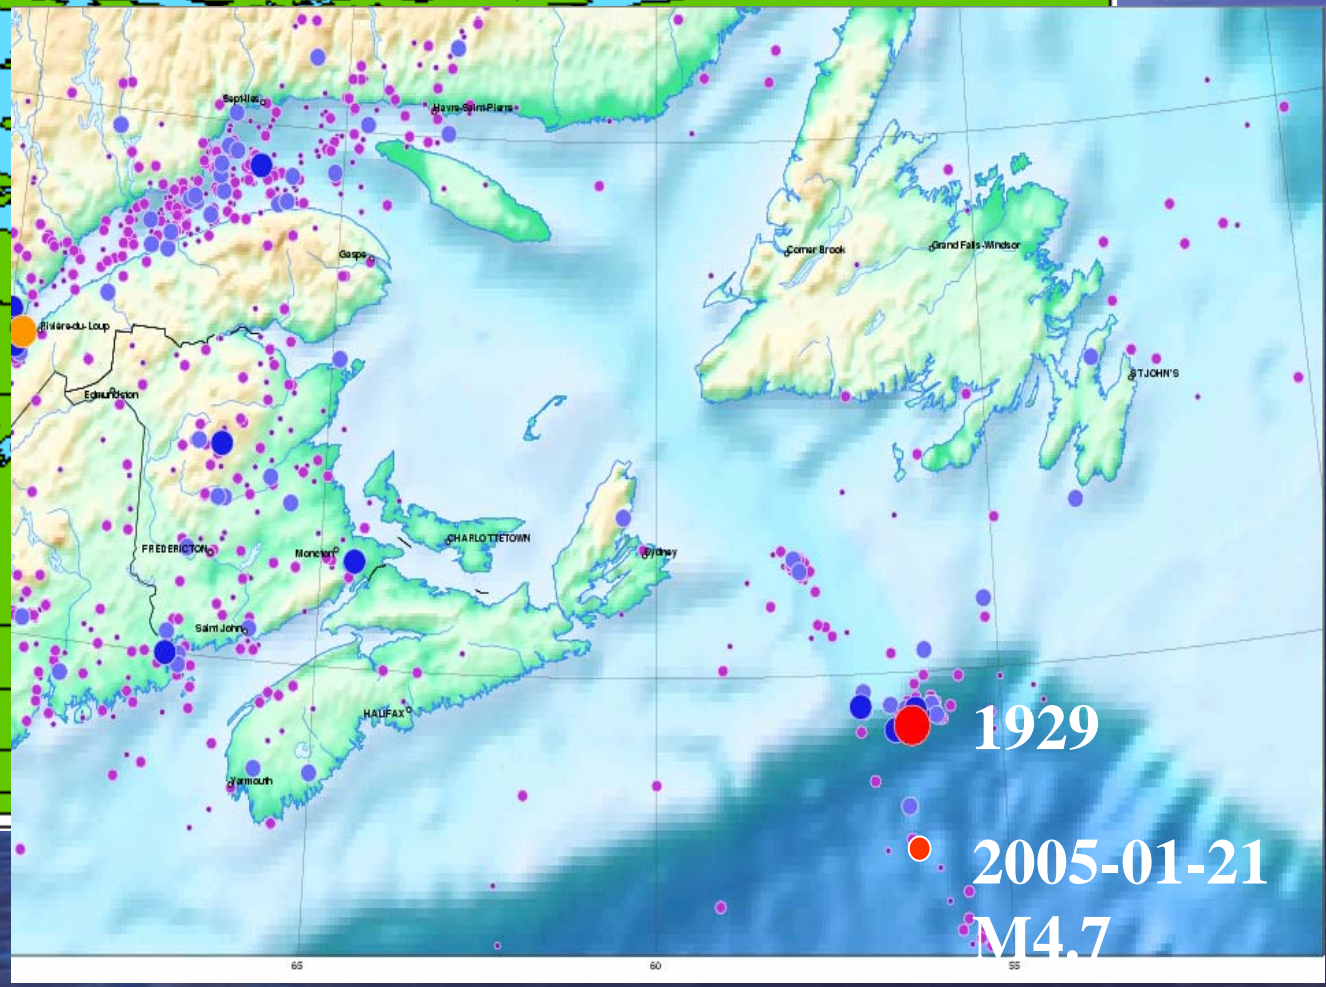 Sept-Iles
Havre-Saint-Pierre
Corner Brook
Grand Falls-Windsor
Gaspe
Riviere-du-Loup
ST JOHN'S
Edmundston
FREDERICTON
Moncton
CHARLOTTETOWN
Sydney
Saint John
HALIFAX
1929
Yarmouth
2005-01-21
M4.7
65
60
55